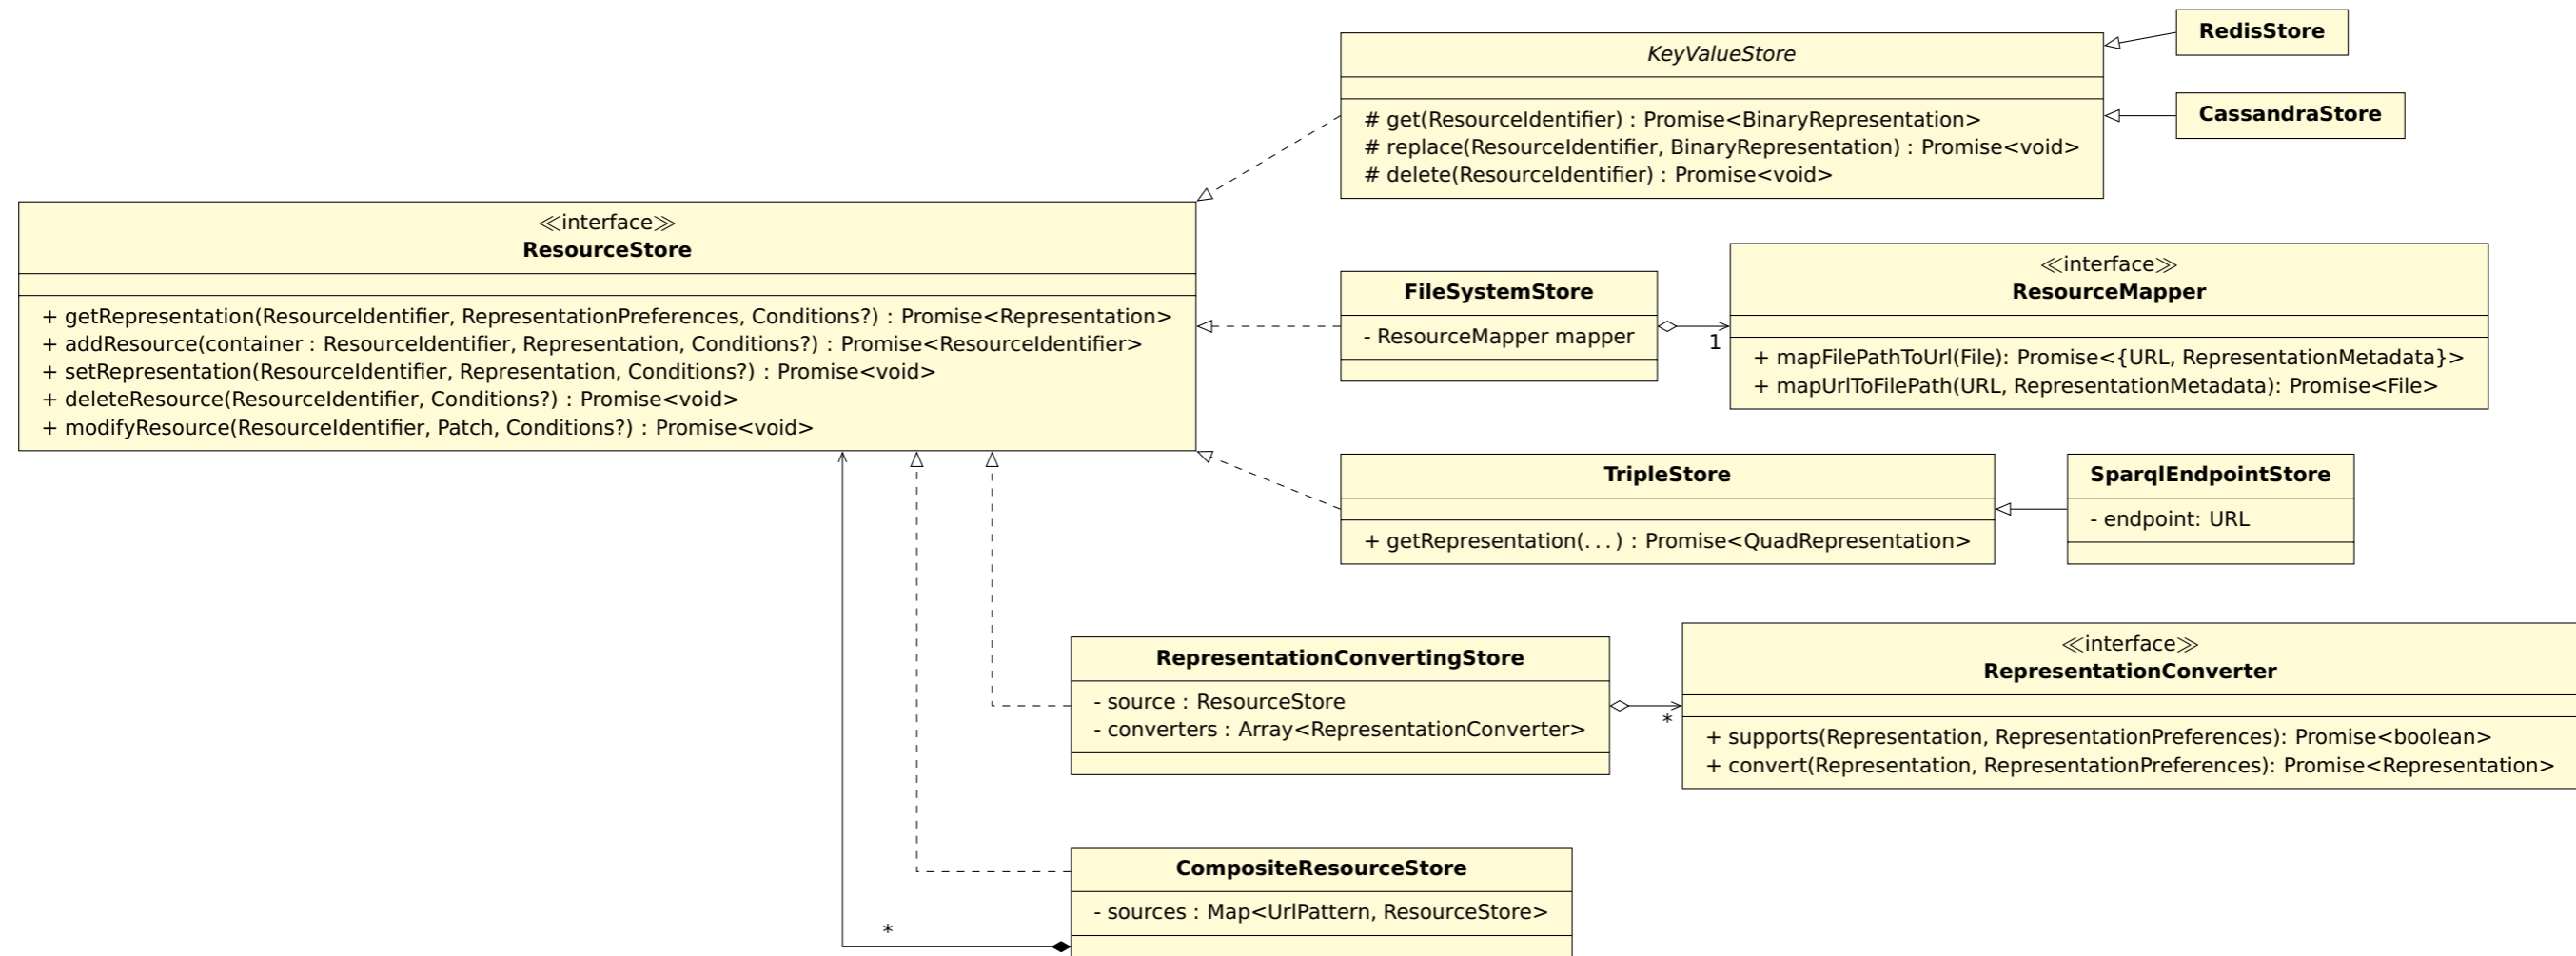 RedisStore
KeyValueStore
# get(ResourceIdentifier) : Promise<BinaryRepresentation>
# replace(ResourceIdentifier, BinaryRepresentation) : Promise<void>
# delete(ResourceIdentifier) : Promise<void>
CassandraStore
≪interface≫
ResourceStore
+ getRepresentation(ResourceIdentifier, RepresentationPreferences, Conditions?) : Promise<Representation>
+ addResource(container : ResourceIdentifier, Representation, Conditions?) : Promise<ResourceIdentifier>
+ setRepresentation(ResourceIdentifier, Representation, Conditions?) : Promise<void>
+ deleteResource(ResourceIdentifier, Conditions?) : Promise<void>
+ modifyResource(ResourceIdentifier, Patch, Conditions?) : Promise<void>
FileSystemStore
- ResourceMapper mapper
1
≪interface≫
ResourceMapper
+ mapFilePathToUrl(File): Promise<{URL, RepresentationMetadata}>
+ mapUrlToFilePath(URL, RepresentationMetadata): Promise<File>
TripleStore
+ getRepresentation(...) : Promise<QuadRepresentation>
SparqlEndpointStore
- endpoint: URL
RepresentationConvertingStore
- source : ResourceStore
- converters : Array<RepresentationConverter>
*
≪interface≫
RepresentationConverter
+ supports(Representation, RepresentationPreferences): Promise<boolean>
+ convert(Representation, RepresentationPreferences): Promise<Representation>
CompositeResourceStore
- sources : Map<UrlPattern, ResourceStore>
*